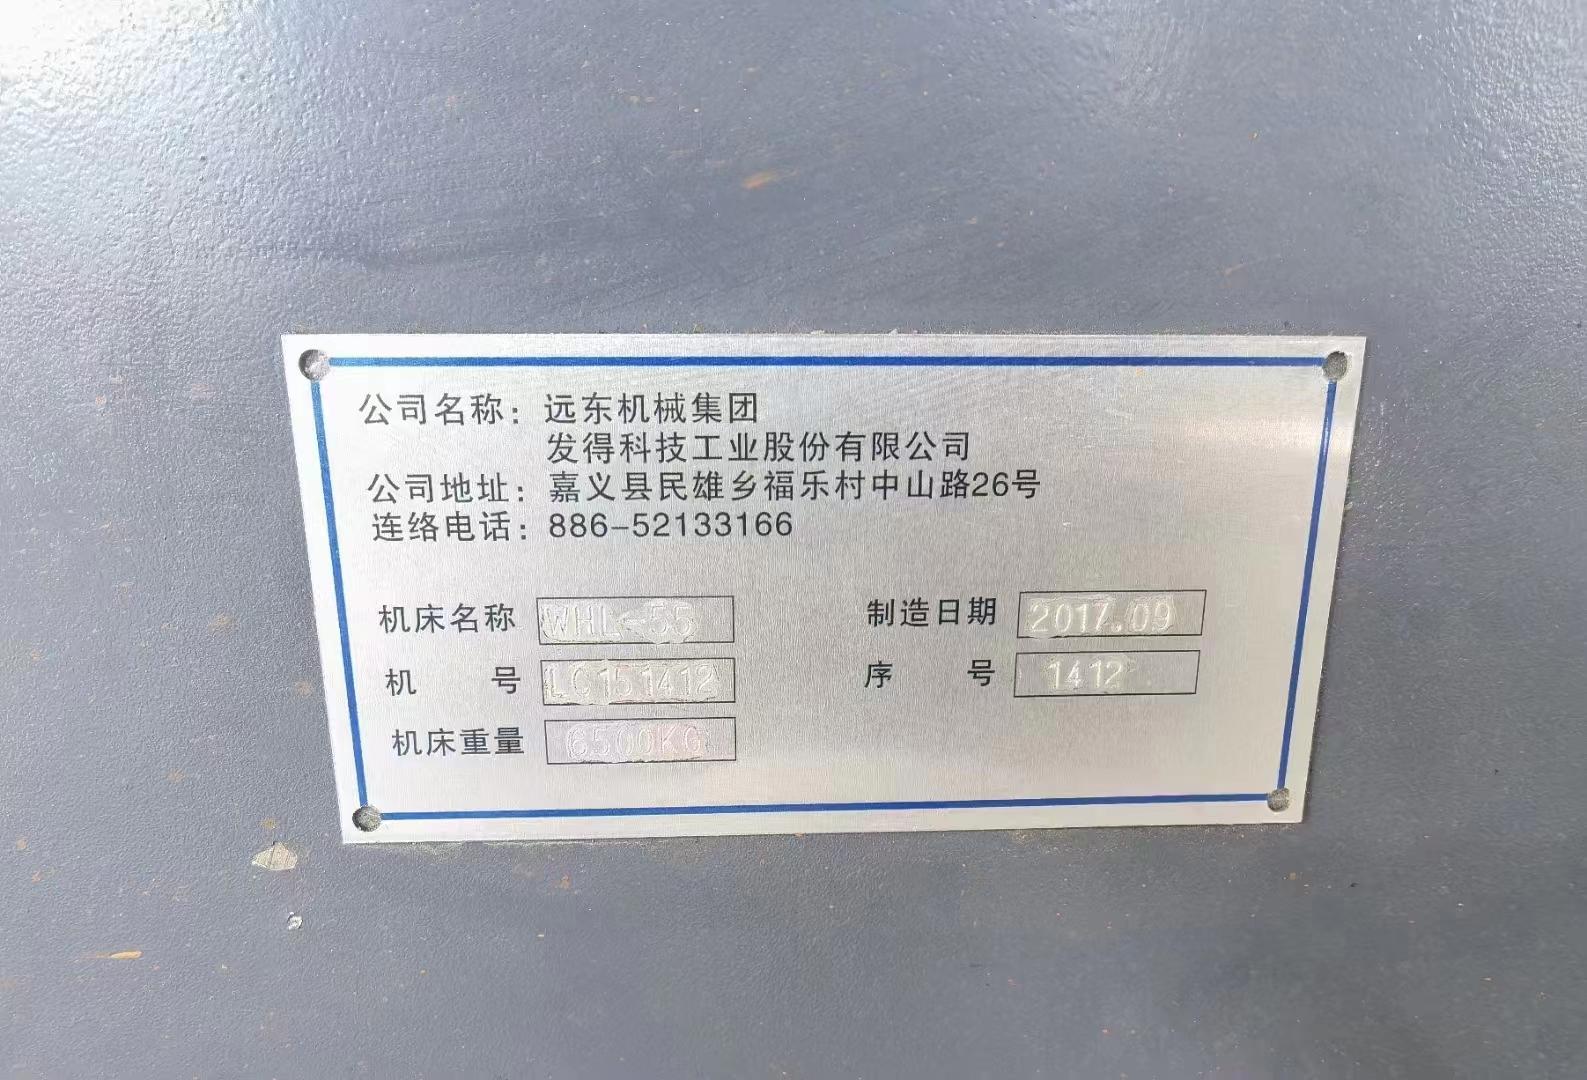 公司名称：远东机械集团
发得科技工业股份有限公司
公司地址：嘉义县民雄乡福乐村中山路26号
连络电话：886-52133166
机床名称 WHL-55 制造日期 2017.09
机 号 LC151412 序 号 1412
机床重量 6500KG